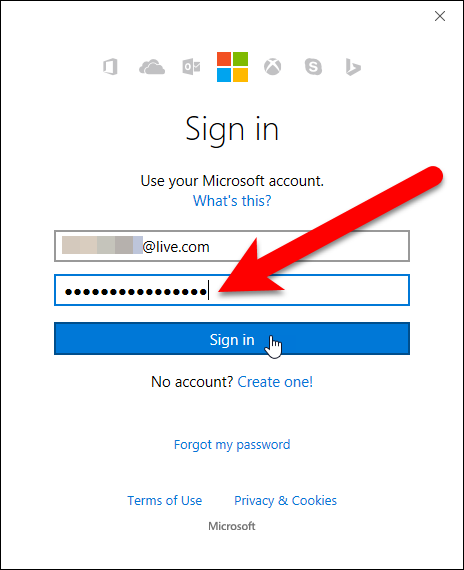 Sign in
Use your Microsoft account.
What's this?
@live.com
••••••••••••••••
Sign in
No account? Create one!
Forgot my password
Terms of Use Privacy & Cookies
Microsoft